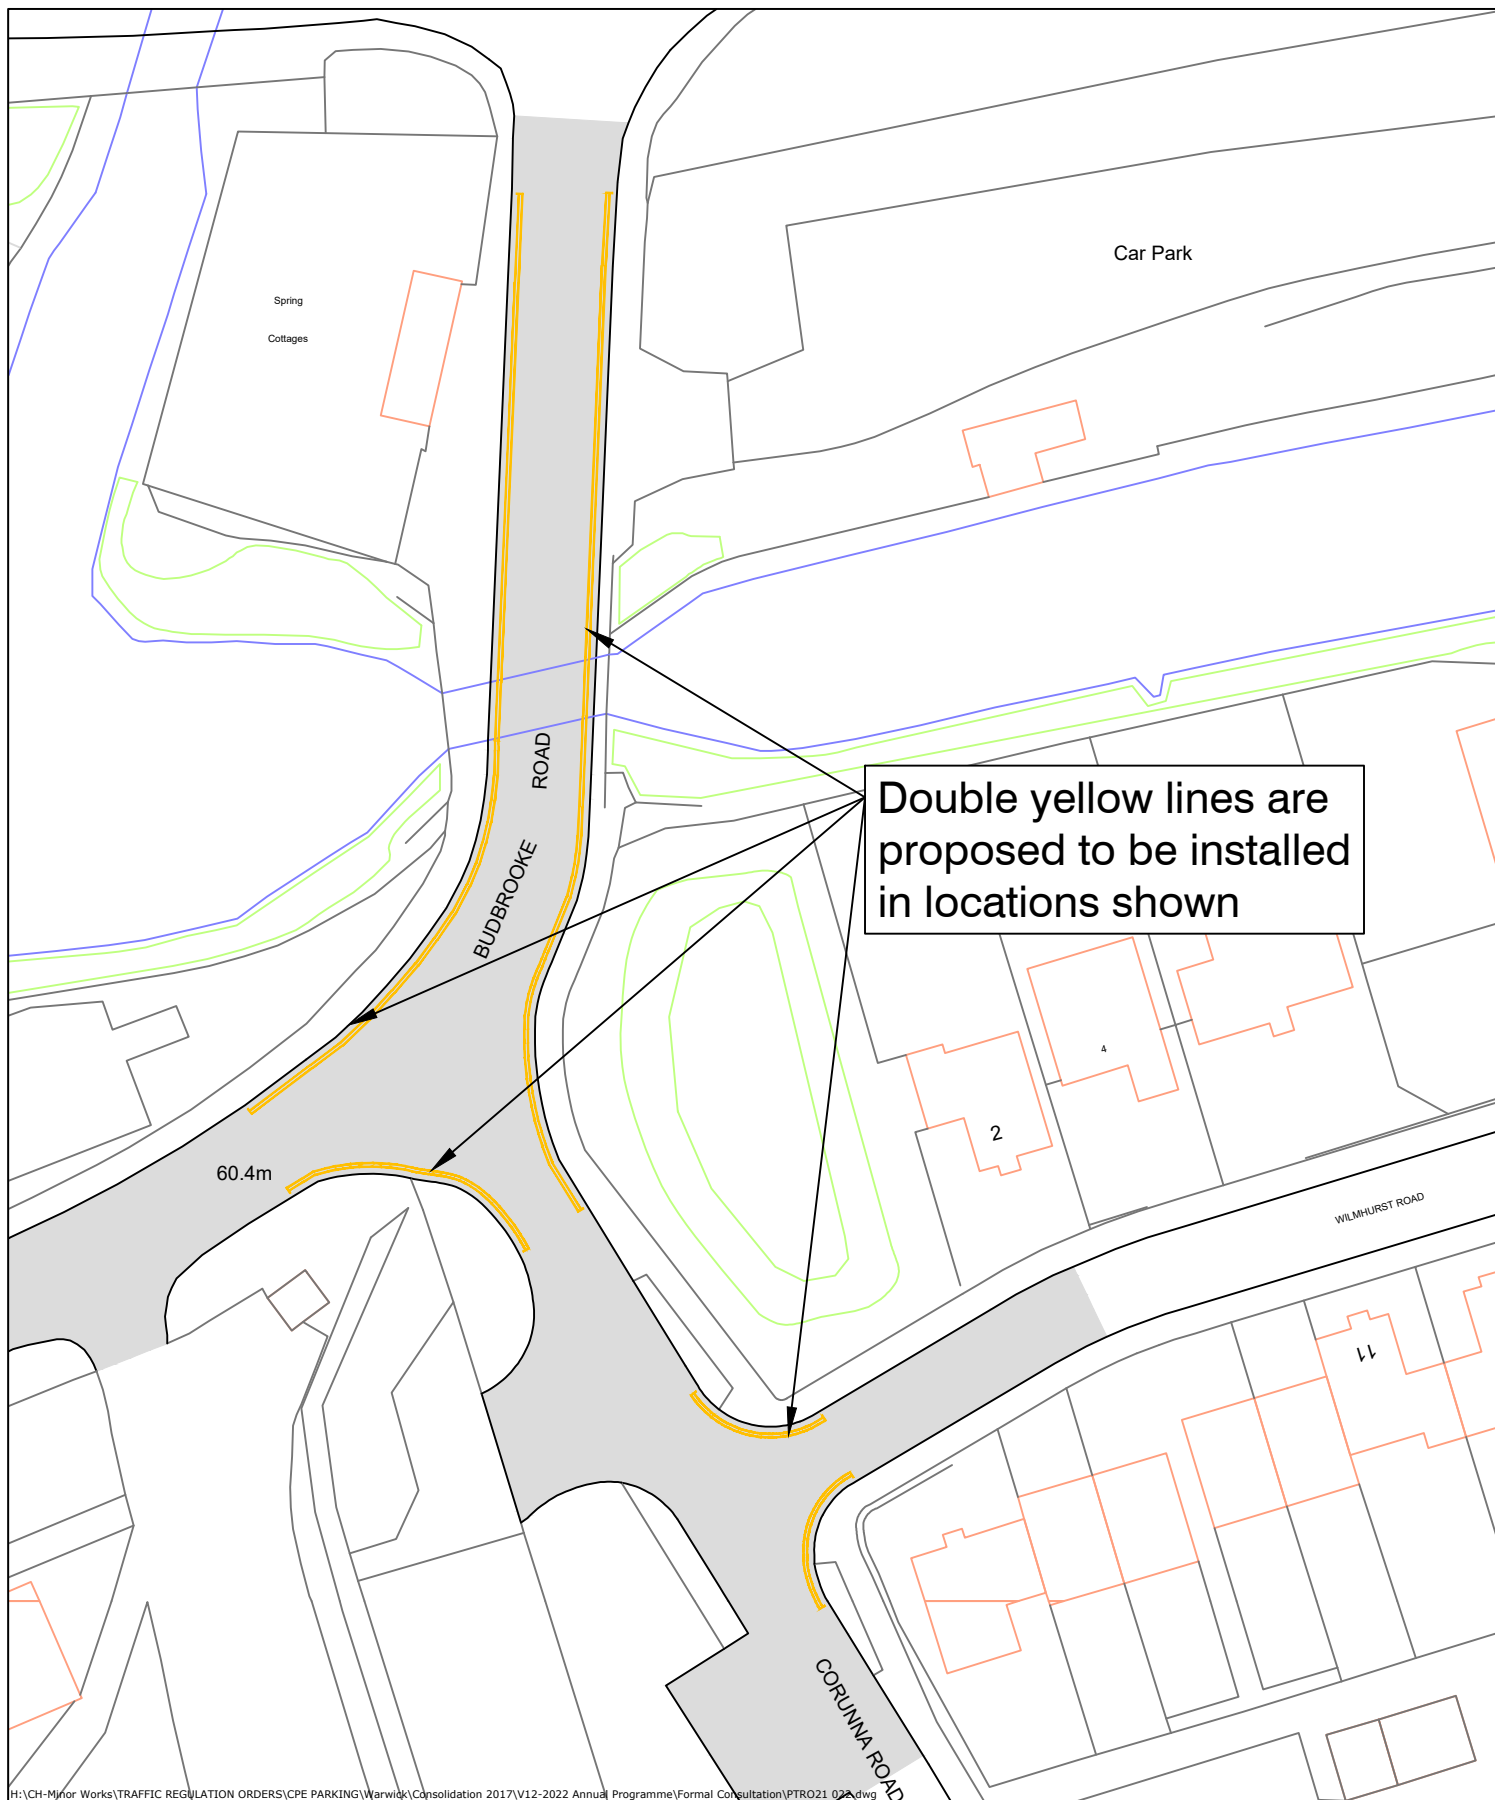 Car Park
Spring
Cottages
ROAD
BUDBROOKE
Double yellow lines are
proposed to be installed
in locations shown
4
2
60.4m
WILMHURST ROAD
11
CORUNNA ROAD
H:\CH-Minor Works\TRAFFIC REGULATION ORDERS\CPE PARKING\Warwick\Consolidation 2017\V12-2022 Annual Programme\Formal Consultation\PTRO21 022.dwg